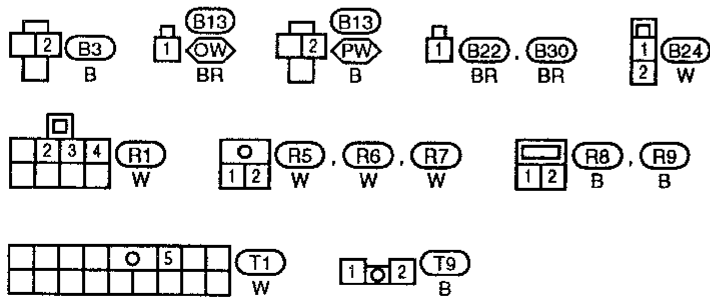 B13 B13
2 B3 1 OW 2 PW 1 B22 , B30 1 B24
B BR B BR BR 2 W
2 3 4 R1 R5 , R6 , R7 R8 , R9
W 1 2 W W W 1 2 B B
5 T1 1 2 T9
W B